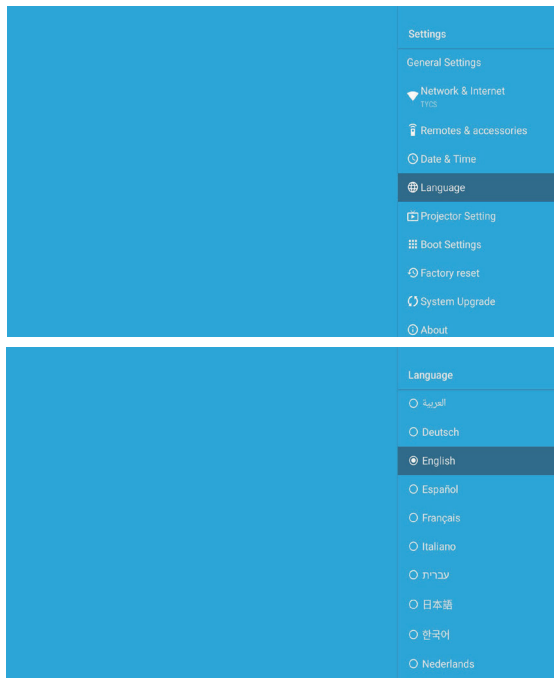 Settings
General Settings
Network & Internet
TYCS
Remotes & accessories
Date & Time
Language
Projector Setting
Boot Settings
Factory reset
System Upgrade
About
Language
العربية
Deutsch
English
Español
Français
Italiano
עברית
日本語
한국어
Nederlands